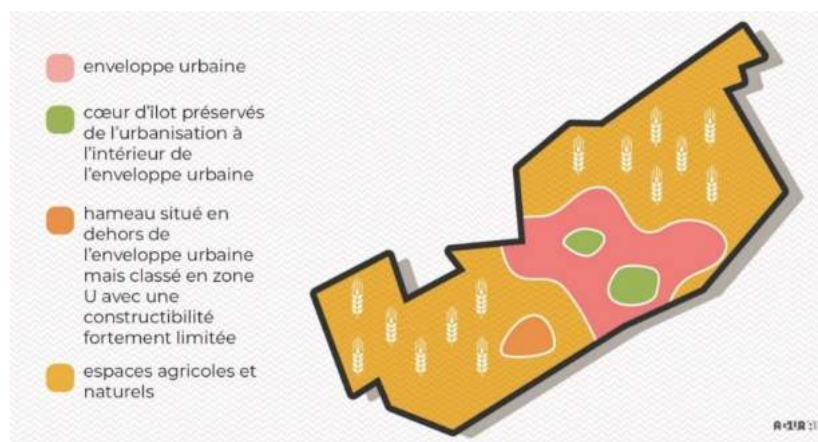 enveloppe urbaine
cœur d'îlot préservés
de l'urbanisation à
l'intérieur de
l'enveloppe urbaine
hameau situé en
dehors de
l'enveloppe urbaine
mais classé en zone
U avec une
constructibilité
fortement limitée
espaces agricoles et
naturels